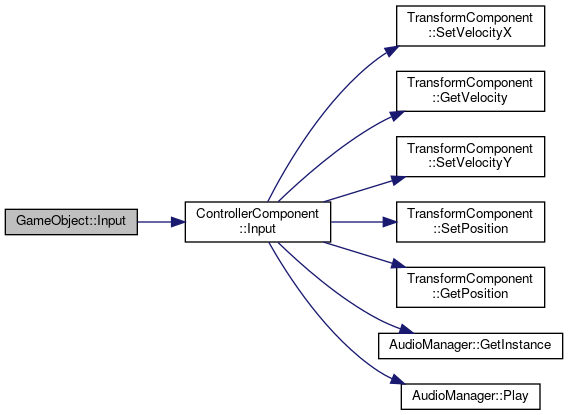 GameObject::Input
ControllerComponent
::Input
TransformComponent
::SetVelocityX
TransformComponent
::GetVelocity
TransformComponent
::SetVelocityY
TransformComponent
::SetPosition
TransformComponent
::GetPosition
AudioManager::GetInstance
AudioManager::Play